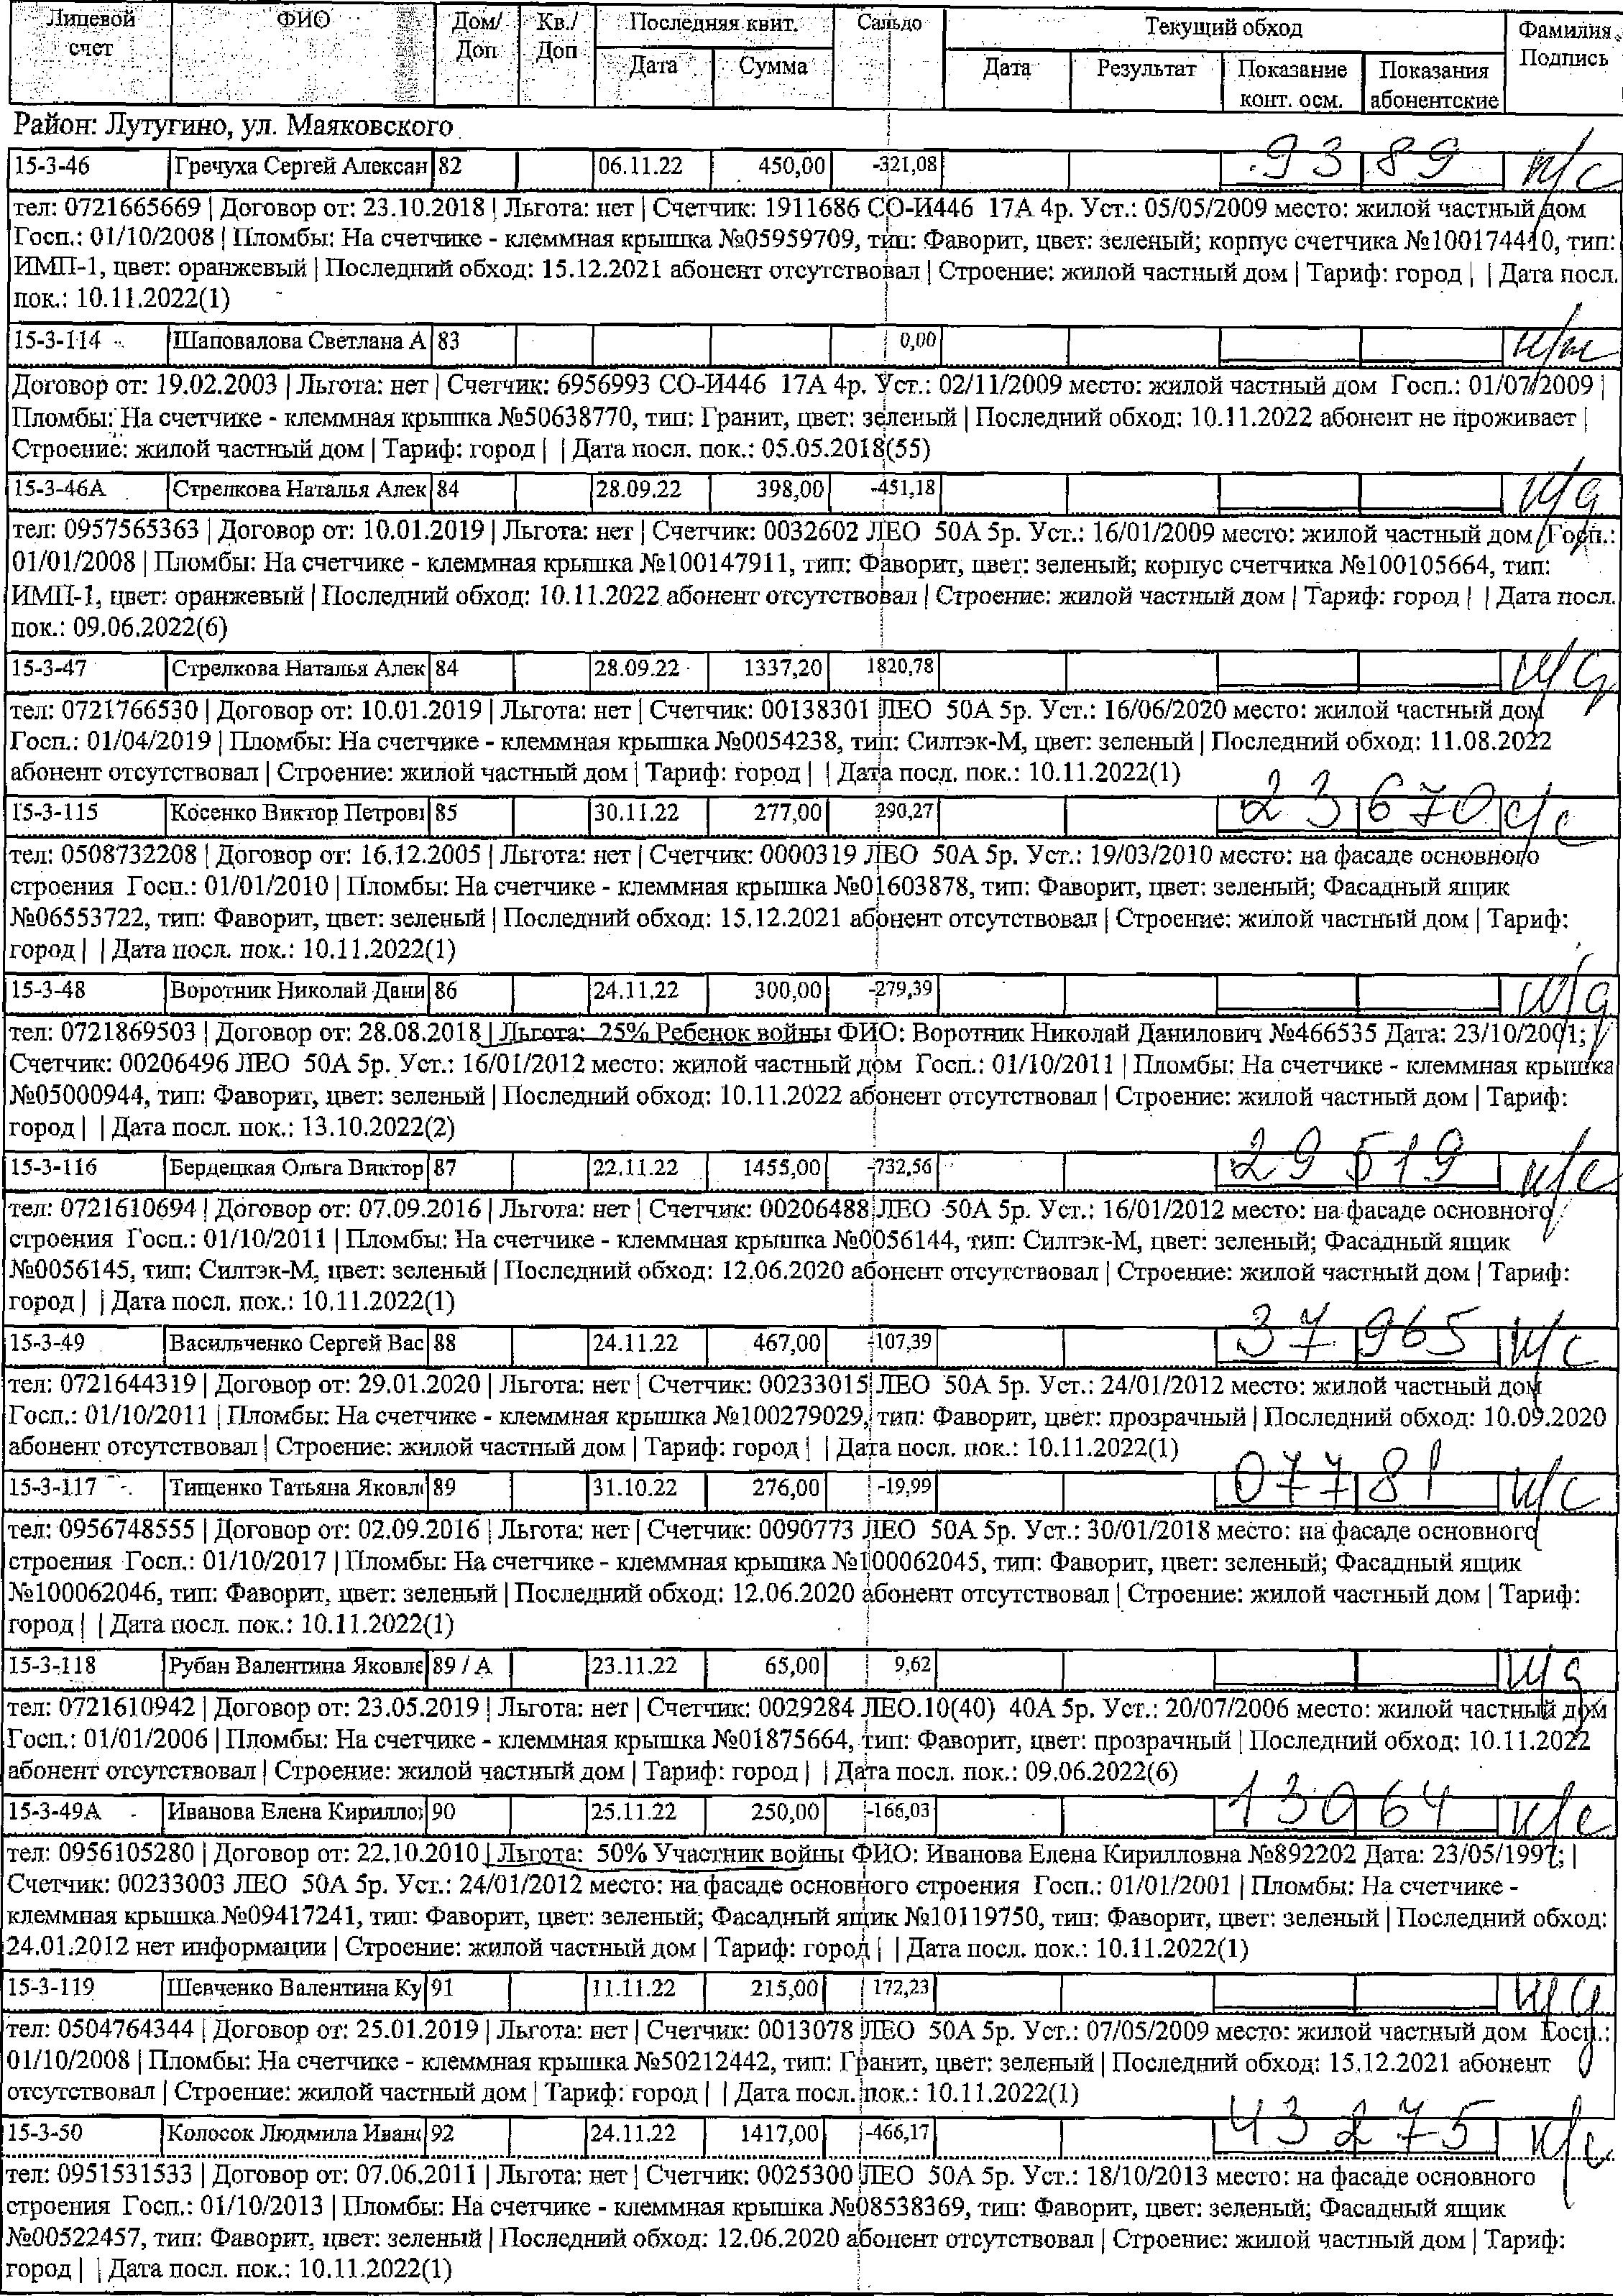 Лицевой счет ФИО Дом/Доп Кв./Доп Последняя квит. Сальдо Текущий обход Фамилия Подпись
Дата Сумма Дата Результат Показание конт. осм. Показания абонентские
Район: Лутугино, ул. Маяковского
15-3-46 Гречуха Сергей Алексан 82 06.11.22 450,00 -321,08 93 89 н/с
тел: 0721665669 | Договор от: 23.10.2018 | Льгота: нет | Счетчик: 1911686 СО-И446 17А 4р. Уст.: 05/05/2009 место: жилой частный дом
Госп.: 01/10/2008 | Пломбы: На счетчике - клеммная крышка №05959709, тип: Фаворит, цвет: зеленый; корпус счетчика №100174410, тип:
ИМП-1, цвет: оранжевый | Последний обход: 15.12.2021 абонент отсутствовал | Строение: жилой частный дом | Тариф: город | | Дата посл.
пок.: 10.11.2022(1)
15-3-114 Шаповалова Светлана А 83 0,00
Договор от: 19.02.2003 | Льгота: нет | Счетчик: 6956993 СО-И446 17А 4р. Уст.: 02/11/2009 место: жилой частный дом Госп.: 01/07/2009 |
Пломбы: На счетчике - клеммная крышка №50638770, тип: Гранит, цвет: зеленый | Последний обход: 10.11.2022 абонент не проживает |
Строение: жилой частный дом | Тариф: город | | Дата посл. пок.: 05.05.2018(55)
15-3-46А Стрелкова Наталья Алек 84 28.09.22 398,00 -451,18
тел: 0957565363 | Договор от: 10.01.2019 | Льгота: нет | Счетчик: 0032602 ЛЕО 50А 5р. Уст.: 16/01/2009 место: жилой частный дом Госп.:
01/01/2008 | Пломбы: На счетчике - клеммная крышка №100147911, тип: Фаворит, цвет: зеленый; корпус счетчика №100105664, тип:
ИМП-1, цвет: оранжевый | Последний обход: 10.11.2022 абонент отсутствовал | Строение: жилой частный дом | Тариф: город | | Дата посл.
пок.: 09.06.2022(6)
15-3-47 Стрелкова Наталья Алек 84 28.09.22 1337,20 1820,78
тел: 0721766530 | Договор от: 10.01.2019 | Льгота: нет | Счетчик: 00138301 ЛЕО 50А 5р. Уст.: 16/06/2020 место: жилой частный дом
Госп.: 01/04/2019 | Пломбы: На счетчике - клеммная крышка №0054238, тип: Силтэк-М, цвет: зеленый | Последний обход: 11.08.2022
абонент отсутствовал | Строение: жилой частный дом | Тариф: город | | Дата посл. пок.: 10.11.2022(1)
15-3-115 Косенко Виктор Петрові 85 30.11.22 277,00 290,27 23 670 с/с
тел: 0508732208 | Договор от: 16.12.2005 | Льгота: нет | Счетчик: 0000319 ЛЕО 50А 5р. Уст.: 19/03/2010 место: на фасаде основного
строения Госп.: 01/01/2010 | Пломбы: На счетчике - клеммная крышка №01603878, тип: Фаворит, цвет: зеленый; Фасадный ящик
№06553722, тип: Фаворит, цвет: зеленый | Последний обход: 15.12.2021 абонент отсутствовал | Строение: жилой частный дом | Тариф:
город | | Дата посл. пок.: 10.11.2022(1)
15-3-48 Воротник Николай Дани 86 24.11.22 300,00 -279,39
тел: 0721869503 | Договор от: 28.08.2018 | Льгота: 25% Ребенок войны ФИО: Воротник Николай Данилович №466535 Дата: 23/10/2001; |
Счетчик: 00206496 ЛЕО 50А 5р. Уст.: 16/01/2012 место: жилой частный дом Госп.: 01/10/2011 | Пломбы: На счетчике - клеммная крышка
№05000944, тип: Фаворит, цвет: зеленый | Последний обход: 10.11.2022 абонент отсутствовал | Строение: жилой частный дом | Тариф:
город | | Дата посл. пок.: 13.10.2022(2)
15-3-116 Бердецкая Ольга Виктор 87 22.11.22 1455,00 -732,56 29 519 н/с
тел: 0721610694 | Договор от: 07.09.2016 | Льгота: нет | Счетчик: 00206488 ЛЕО 50А 5р. Уст.: 16/01/2012 место: на фасаде основного
строения Госп.: 01/10/2011 | Пломбы: На счетчике - клеммная крышка №0056144, тип: Силтэк-М, цвет: зеленый; Фасадный ящик
№0056145, тип: Силтэк-М, цвет: зеленый | Последний обход: 12.06.2020 абонент отсутствовал | Строение: жилой частный дом | Тариф:
город | | Дата посл. пок.: 10.11.2022(1)
15-3-49 Васильченко Сергей Вас 88 24.11.22 467,00 -107,39 37 965 н/с
тел: 0721644319 | Договор от: 29.01.2020 | Льгота: нет | Счетчик: 00233015 ЛЕО 50А 5р. Уст.: 24/01/2012 место: жилой частный дом
Госп.: 01/10/2011 | Пломбы: На счетчике - клеммная крышка №100279029, тип: Фаворит, цвет: прозрачный | Последний обход: 10.09.2020
абонент отсутствовал | Строение: жилой частный дом | Тариф: город | | Дата посл. пок.: 10.11.2022(1)
15-3-117 Тищенко Татьяна Яковл 89 31.10.22 276,00 -19,99 077 81 н/с
тел: 0956748555 | Договор от: 02.09.2016 | Льгота: нет | Счетчик: 0090773 ЛЕО 50А 5р. Уст.: 30/01/2018 место: на фасаде основного
строения Госп.: 01/10/2017 | Пломбы: На счетчике - клеммная крышка №100062045, тип: Фаворит, цвет: зеленый; Фасадный ящик
№100062046, тип: Фаворит, цвет: зеленый | Последний обход: 12.06.2020 абонент отсутствовал | Строение: жилой частный дом | Тариф:
город | | Дата посл. пок.: 10.11.2022(1)
15-3-118 Рубан Валентина Яковле 89 / А 23.11.22 65,00 9,62
тел: 0721610942 | Договор от: 23.05.2019 | Льгота: нет | Счетчик: 0029284 ЛЕО.10(40) 40А 5р. Уст.: 20/07/2006 место: жилой частный дом
Госп.: 01/01/2006 | Пломбы: На счетчике - клеммная крышка №01875664, тип: Фаворит, цвет: прозрачный | Последний обход: 10.11.2022
абонент отсутствовал | Строение: жилой частный дом | Тариф: город | | Дата посл. пок.: 09.06.2022(6)
15-3-49А Иванова Елена Кирилло 90 25.11.22 250,00 -166,03 130 64 н/с
тел: 0956105280 | Договор от: 22.10.2010 | Льгота: 50% Участник войны ФИО: Иванова Елена Кирилловна №892202 Дата: 23/05/1997; |
Счетчик: 00233003 ЛЕО 50А 5р. Уст.: 24/01/2012 место: на фасаде основного строения Госп.: 01/01/2001 | Пломбы: На счетчике -
клеммная крышка №09417241, тип: Фаворит, цвет: зеленый; Фасадный ящик №10119750, тип: Фаворит, цвет: зеленый | Последний обход:
24.01.2012 нет информации | Строение: жилой частный дом | Тариф: город | | Дата посл. пок.: 10.11.2022(1)
15-3-119 Шевченко Валентина Ку 91 11.11.22 215,00 172,23
тел: 0504764344 | Договор от: 25.01.2019 | Льгота: нет | Счетчик: 0013078 ЛЕО 50А 5р. Уст.: 07/05/2009 место: жилой частный дом Госп.:
01/10/2008 | Пломбы: На счетчике - клеммная крышка №50212442, тип: Гранит, цвет: зеленый | Последний обход: 15.12.2021 абонент
отсутствовал | Строение: жилой частный дом | Тариф: город | | Дата посл. пок.: 10.11.2022(1)
15-3-50 Колосок Людмила Иван 92 24.11.22 1417,00 -466,17 43 275 н/с
тел: 0951531533 | Договор от: 07.06.2011 | Льгота: нет | Счетчик: 0025300 ЛЕО 50А 5р. Уст.: 18/10/2013 место: на фасаде основного
строения Госп.: 01/10/2013 | Пломбы: На счетчике - клеммная крышка №08538369, тип: Фаворит, цвет: зеленый; Фасадный ящик
№00522457, тип: Фаворит, цвет: зеленый | Последний обход: 12.06.2020 абонент отсутствовал | Строение: жилой частный дом | Тариф:
город | | Дата посл. пок.: 10.11.2022(1)